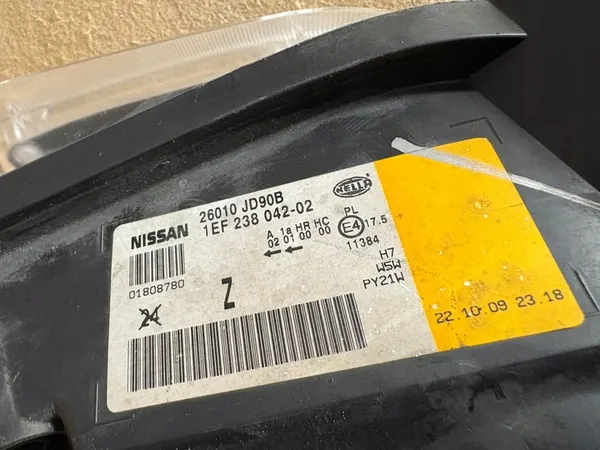 26010 JD90B
NISSAN 1EF 238 042-02
HELLA
01808780
A 1a HR HC PL
02 01 00 00 E4 17.5
←← → 11384
24 Z
H7
W5W
PY21W
22.10.09 23.18